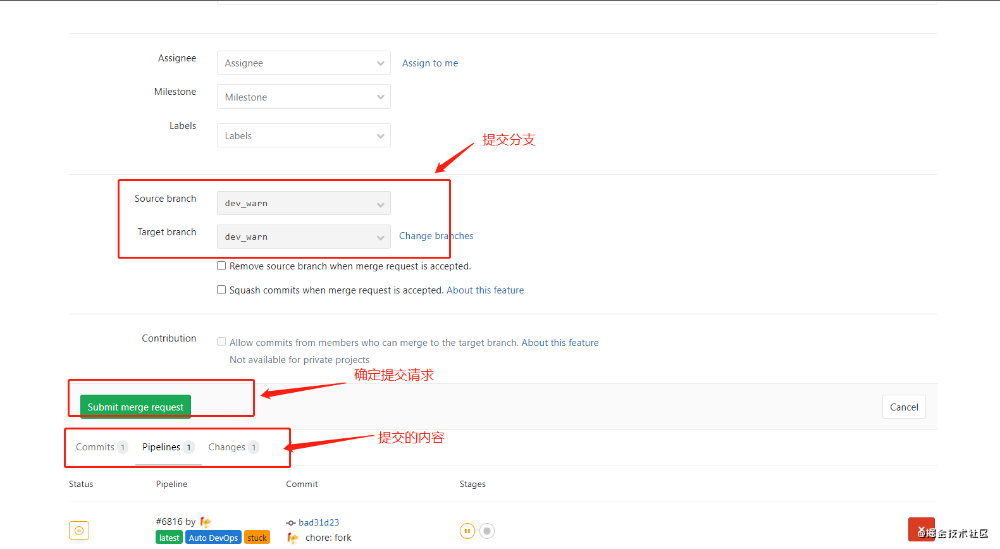 Assignee
Assignee
Assign to me
Milestone
Milestone
Labels
Labels
提交分支
Source branch
dev_warn
Target branch
dev_warn
Change branches
Remove source branch when merge request is accepted.
Squash commits when merge request is accepted. About this feature
Contribution
Allow commits from members who can merge to the target branch. About this feature
Not available for private projects
确定提交请求
Submit merge request
Cancel
提交的内容
Commits 1 Pipelines 1 Changes 1
Status Pipeline Commit Stages
#6816 by
bad31d23
latest Auto DevOps stuck
chore: fork
@掘金技术社区